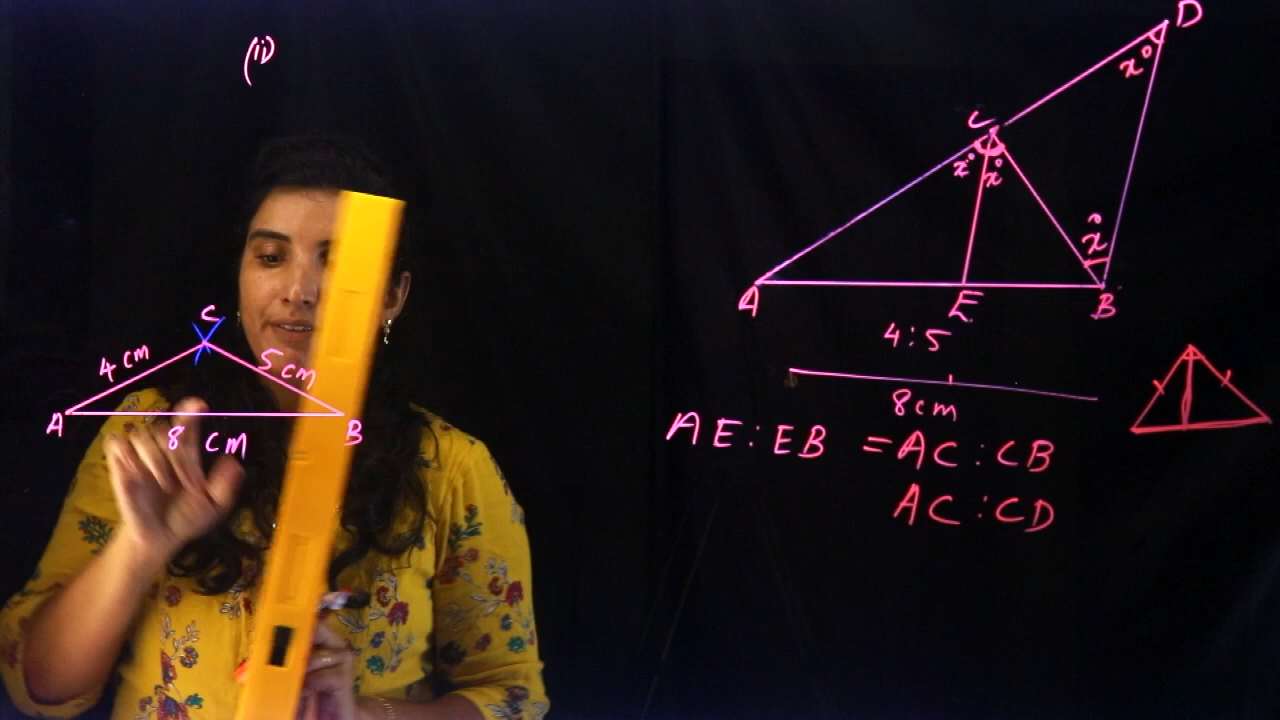 (ii)
C
4 cm
5 cm
A
B
8 cm
D
x°
C
x°
x°
x°
A
E
B
4:5
8cm
AE:EB = AC:CB
AC:CD